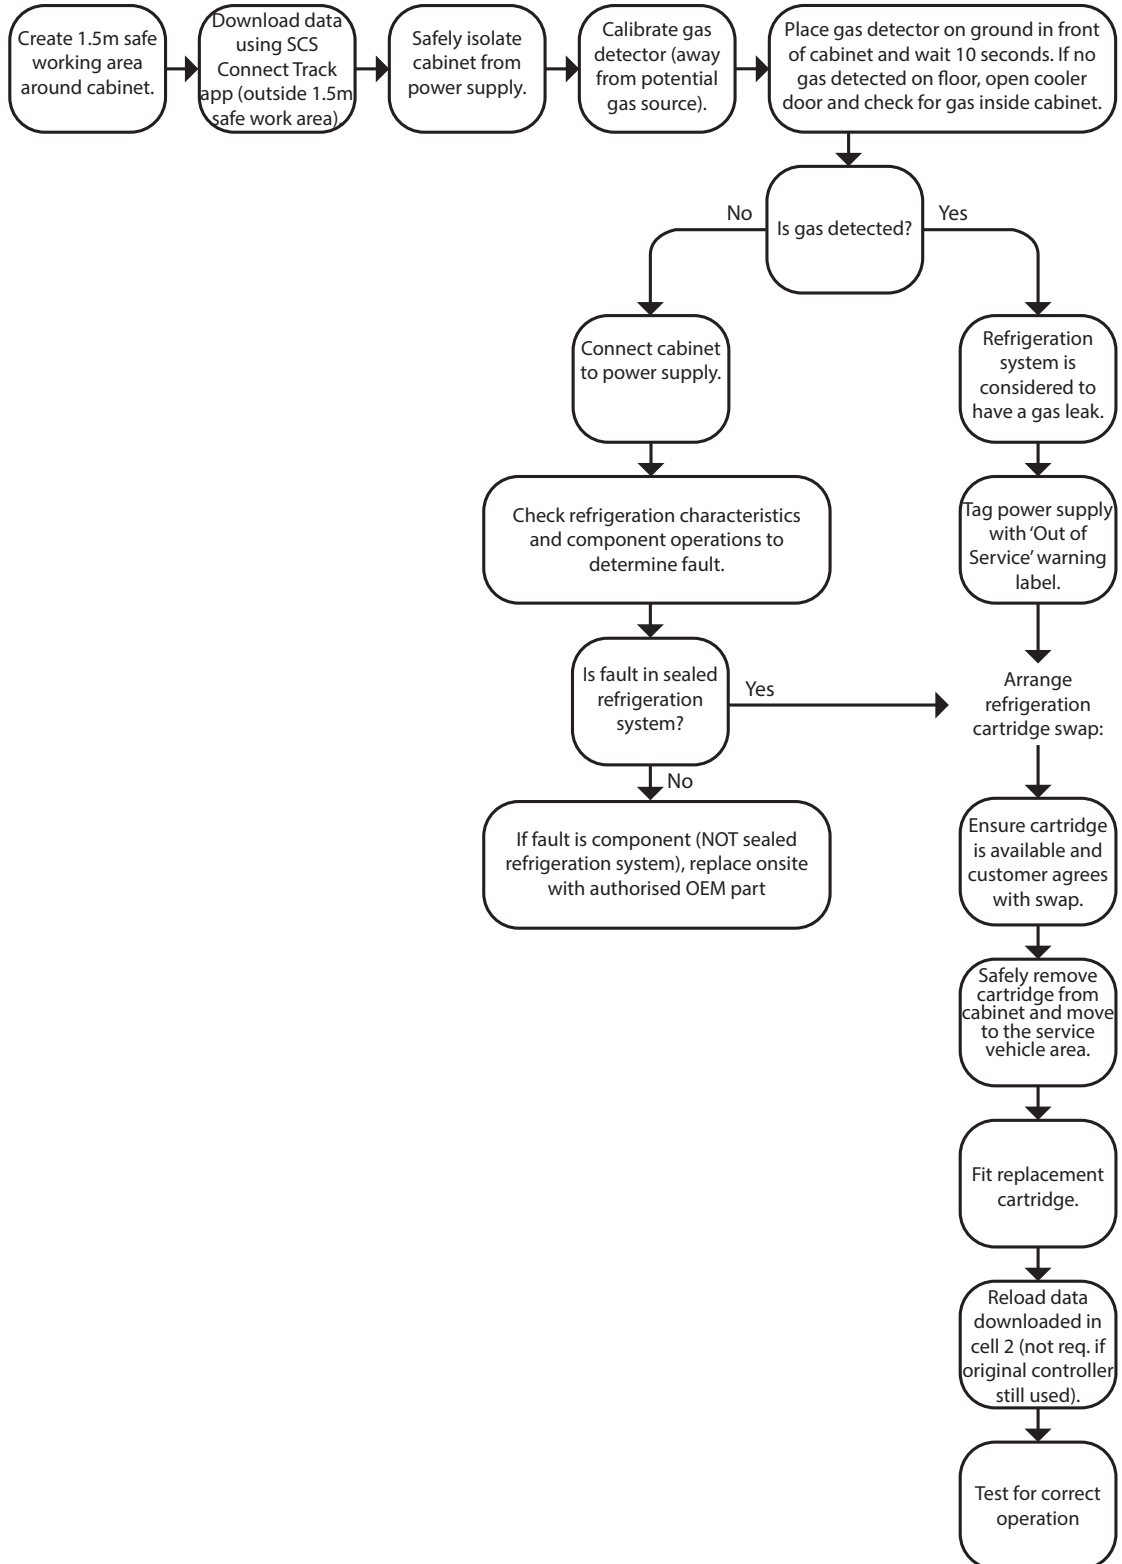 Create 1.5m safe
working area
around cabinet.
Download data
using SCS
Connect Track
app (outside 1.5m
safe work area).
Safely isolate
cabinet from
power supply.
Calibrate gas
detector (away
from potential
gas source).
Place gas detector on ground in front
of cabinet and wait 10 seconds. If no
gas detected on floor, open cooler
door and check for gas inside cabinet.
Is gas detected?
No
Yes
Connect cabinet
to power supply.
Refrigeration
system is
considered to
have a gas leak.
Check refrigeration characteristics
and component operations to
determine fault.
Tag power supply
with ‘Out of
Service’ warning
label.
Is fault in sealed
refrigeration
system?
Yes
Arrange
refrigeration
cartridge swap:
No
If fault is component (NOT sealed
refrigeration system), replace onsite
with authorised OEM part
Ensure cartridge
is available and
customer agrees
with swap.
Safely remove
cartridge from
cabinet and move
to the service
vehicle area.
Fit replacement
cartridge.
Reload data
downloaded in
cell 2 (not req. if
original controller
still used).
Test for correct
operation